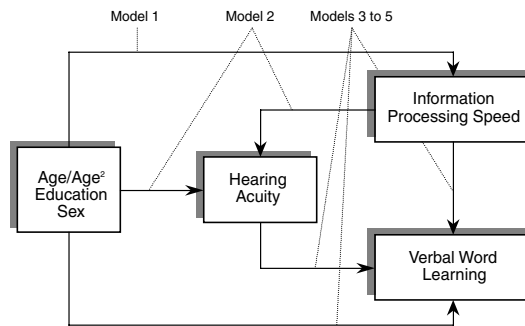 Model 1
Model 2
Models 3 to 5
Information
Processing Speed
Age/Age²
Education
Sex
Hearing
Acuity
Verbal Word
Learning